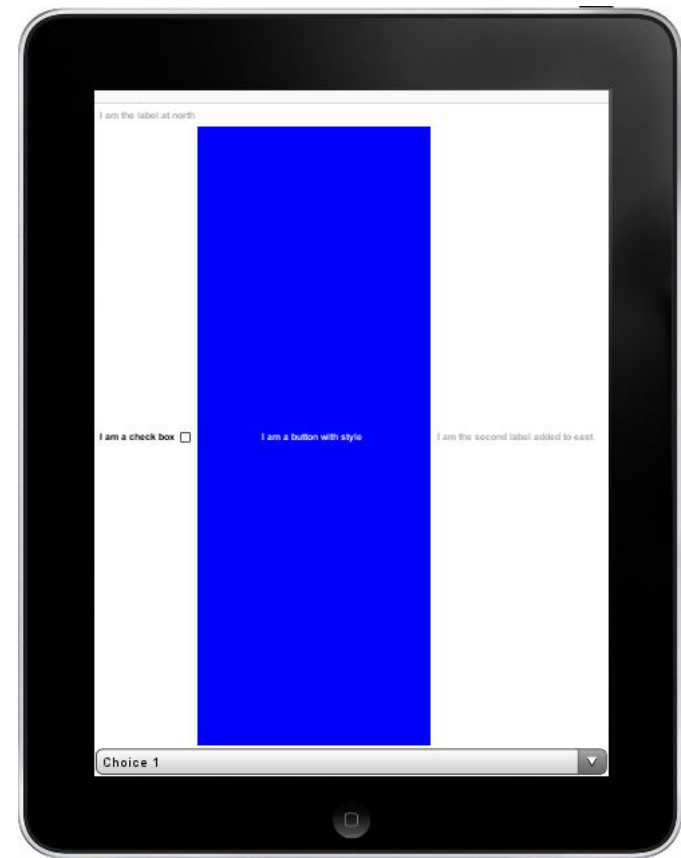 I am the label at north
I am a check box
I am a button with style
I am the second label added to east
Choice 1